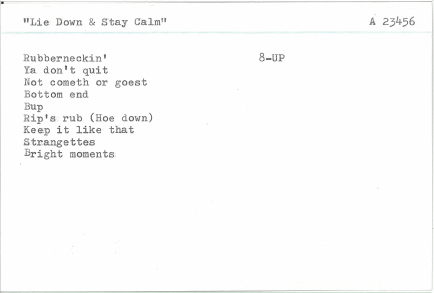 "Lie Down & Stay Calm" A 23456
Rubberneckin' 8-UP
Ya don't quit
Not cometh or goest
Bottom end
Bup
Rip's rub (Hoe down)
Keep it like that
Strangettes
Bright moments